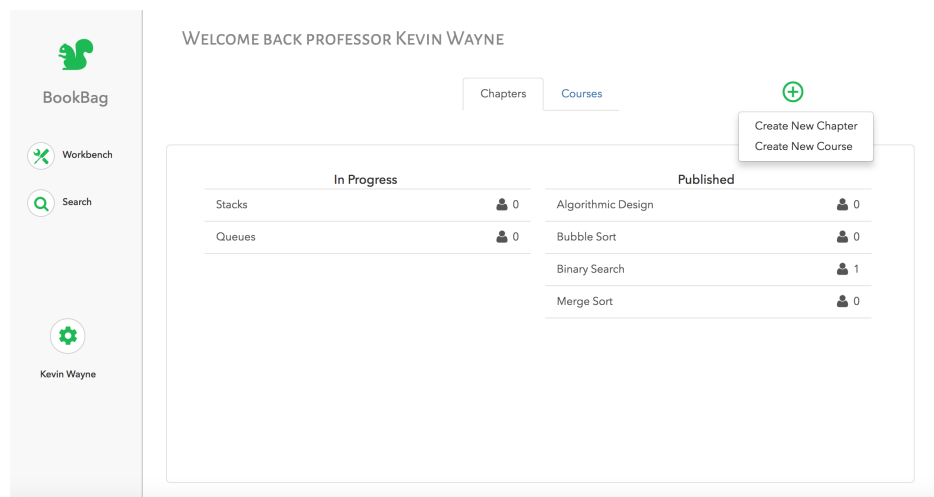 WELCOME BACK PROFESSOR KEVIN WAYNE
BookBag
Workbench
Search
Kevin Wayne
Chapters
Courses
Create New Chapter
Create New Course
In Progress
Stacks 0
Queues 0
Published
Algorithmic Design 0
Bubble Sort 0
Binary Search 1
Merge Sort 0